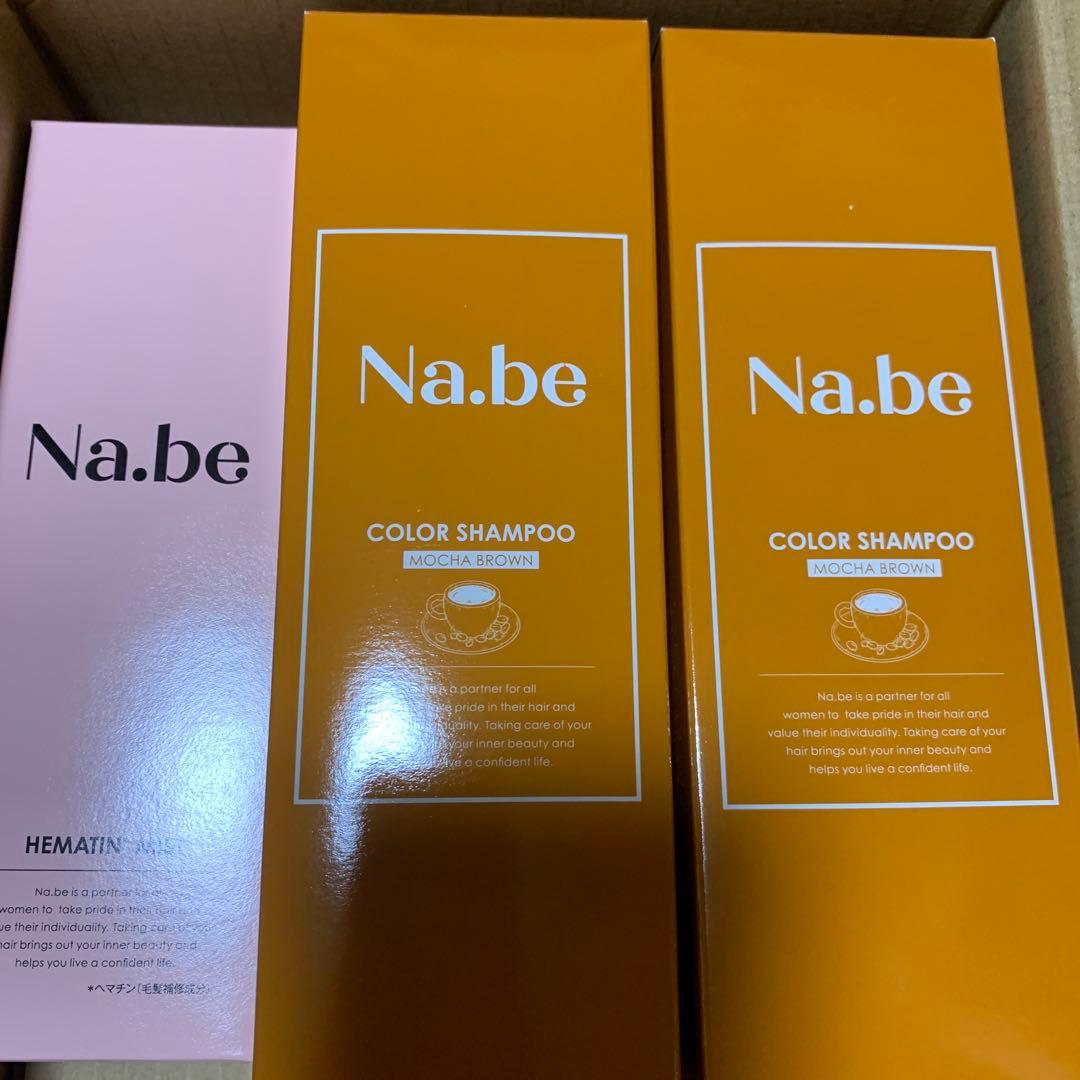 Na.be
HEMATIN* MIST
Na.be is a partner for all
women to take pride in their hair and
ue their individuality. Taking care of your
hair brings out your inner beauty and
helps you live a confident life.
*ヘマチン(毛髪補修成分)
Na.be
COLOR SHAMPOO
MOCHA BROWN
is a partner for all
take pride in their hair and
individuality. Taking care of your
your inner beauty and
live a confident life.
Na.be
COLOR SHAMPOO
MOCHA BROWN
Na.be is a partner for all
women to take pride in their hair and
value their individuality. Taking care of your
hair brings out your inner beauty and
helps you live a confident life.